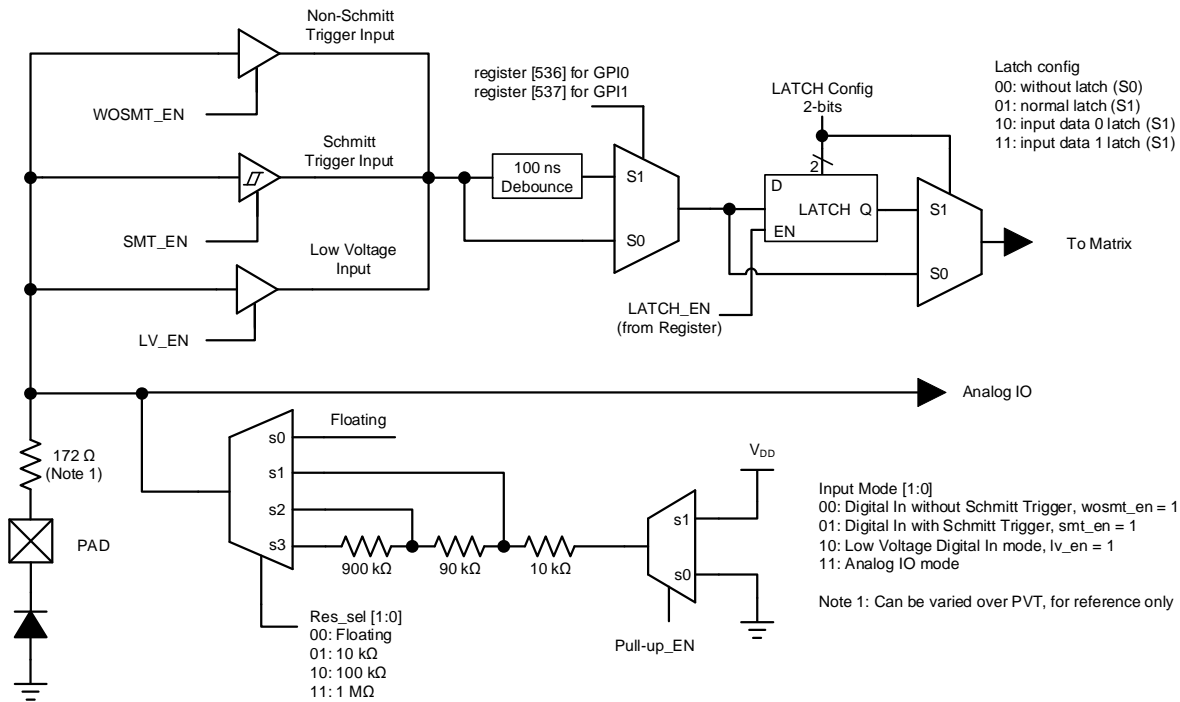 Non-Schmitt
Trigger Input
WOSMT_EN
Schmitt
Trigger Input
SMT_EN
Low Voltage
Input
LV_EN
register [536] for GPI0
register [537] for GPI1
100 ns
Debounce
S1
S0
LATCH Config
2-bits
2
D
LATCH Q
EN
LATCH_EN
(from Register)
S1
S0
To Matrix
Latch config
00: without latch (S0)
01: normal latch (S1)
10: input data 0 latch (S1)
11: input data 1 latch (S1)
Analog IO
172 Ω
(Note 1)
PAD
Floating
s0
s1
s2
s3
900 kΩ
90 kΩ
10 kΩ
Res_sel [1:0]
00: Floating
01: 10 kΩ
10: 100 kΩ
11: 1 MΩ
VDD
s1
s0
Pull-up_EN
Input Mode [1:0]
00: Digital In without Schmitt Trigger, wosmt_en = 1
01: Digital In with Schmitt Trigger, smt_en = 1
10: Low Voltage Digital In mode, lv_en = 1
11: Analog IO mode
Note 1: Can be varied over PVT, for reference only